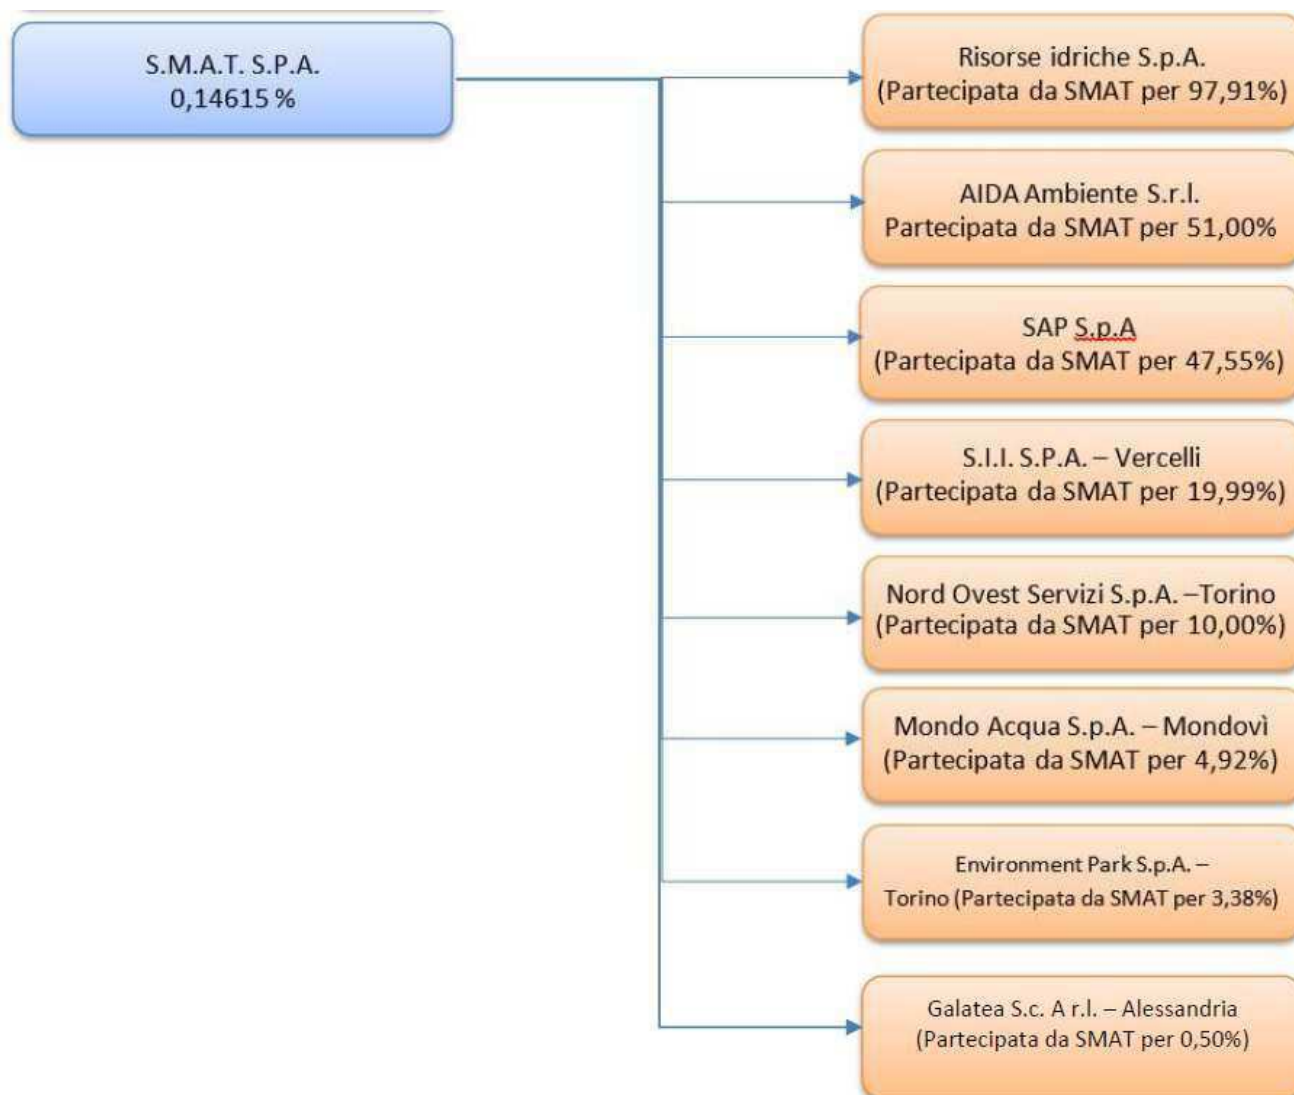 S.M.A.T. S.P.A.
0,14615 %
Risorse idriche S.p.A.
(Partecipata da SMAT per 97,91%)
AIDA Ambiente S.r.l.
Partecipata da SMAT per 51,00%
SAP S.p.A
(Partecipata da SMAT per 47,55%)
S.I.I. S.P.A. – Vercelli
(Partecipata da SMAT per 19,99%)
Nord Ovest Servizi S.p.A. –Torino
(Partecipata da SMAT per 10,00%)
Mondo Acqua S.p.A. – Mondovì
(Partecipata da SMAT per 4,92%)
Environment Park S.p.A. –
Torino (Partecipata da SMAT per 3,38%)
Galatea S.c. A r.l. – Alessandria
(Partecipata da SMAT per 0,50%)